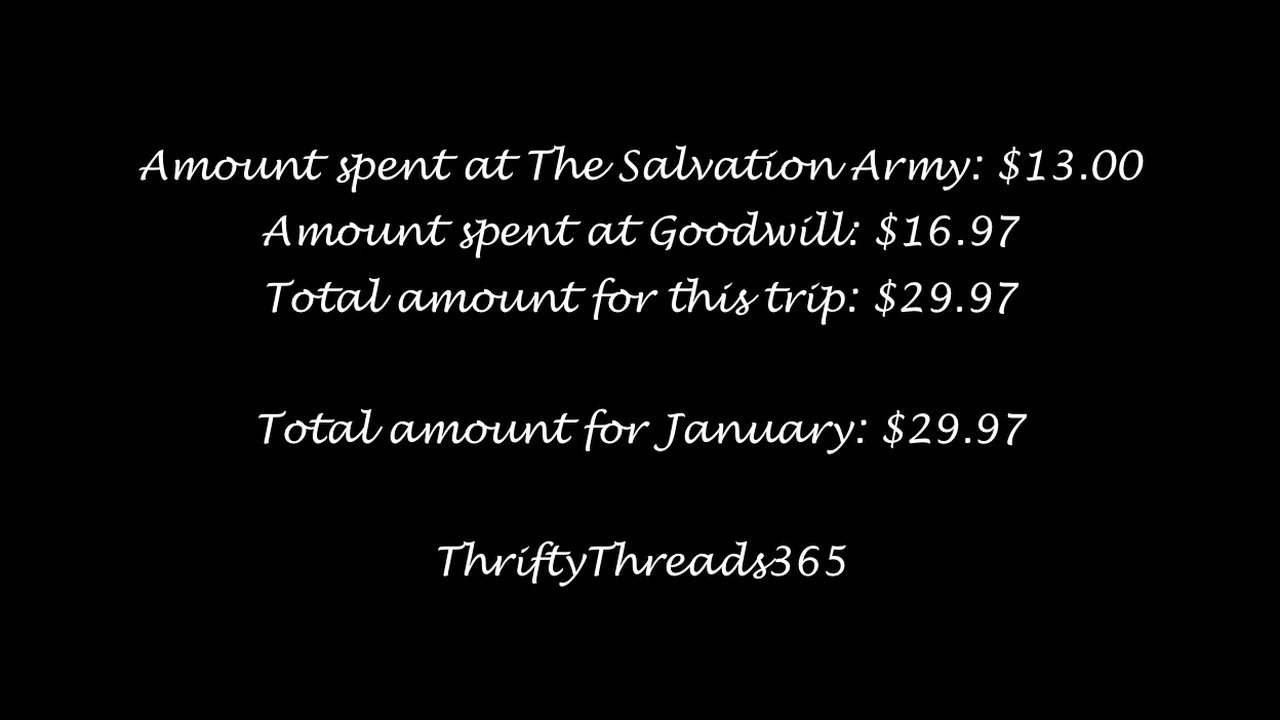 Amount spent at The Salvation Army: $13.00
Amount spent at Goodwill: $16.97
Total amount for this trip: $29.97
Total amount for January: $29.97
ThriftyThreads365